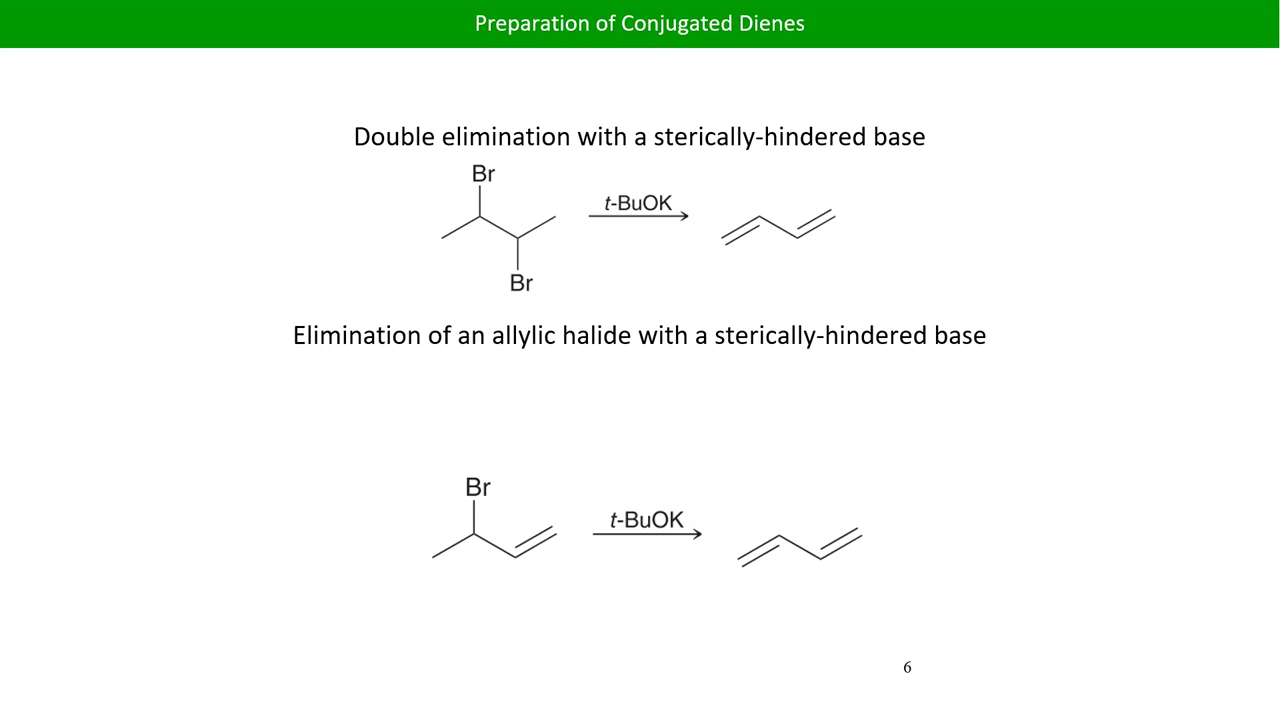 Preparation of Conjugated Dienes
Double elimination with a sterically-hindered base
Br
t-BuOK
Br
Elimination of an allylic halide with a sterically-hindered base
Br
t-BuOK
6